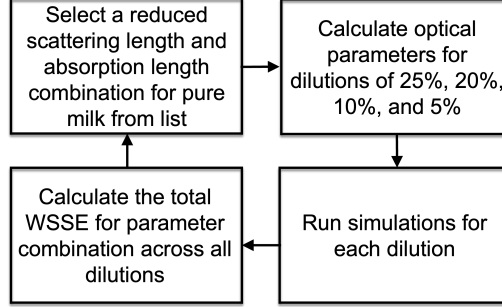 Select a reduced
scattering length and
absorption length
combination for pure
milk from list
Calculate optical
parameters for
dilutions of 25%, 20%,
10%, and 5%
Run simulations for
each dilution
Calculate the total
WSSE for parameter
combination across all
dilutions